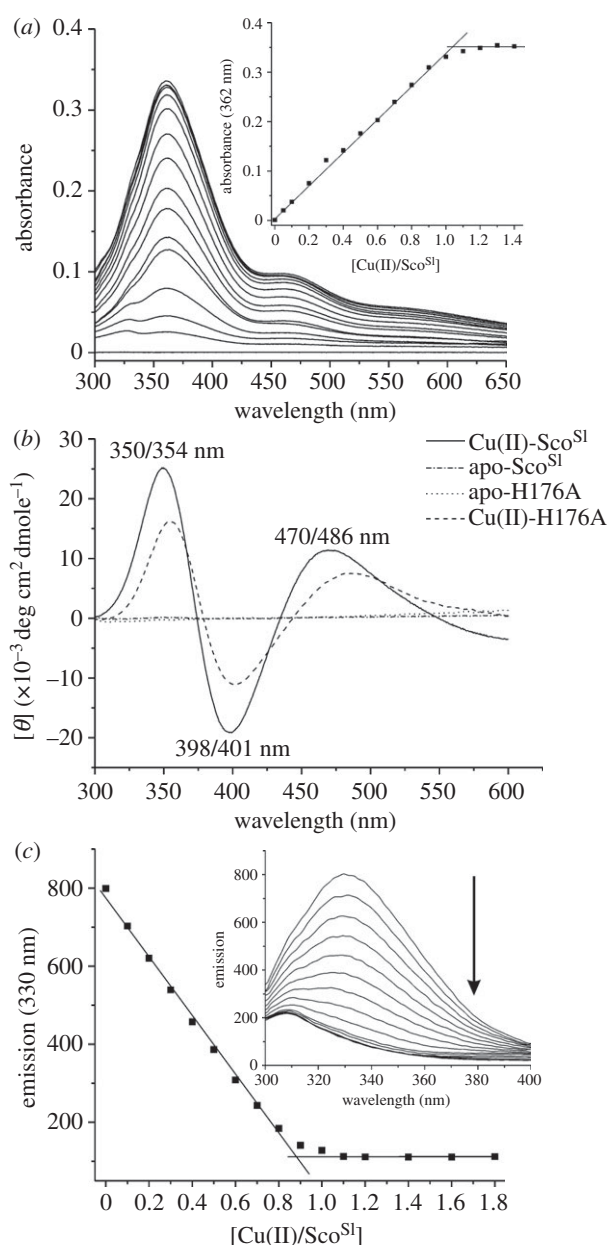 (a)
0.4
0.3
0.2
0.1
0
absorbance
300 350 400 450 500 550 600 650
wavelength (nm)
0.4
0.3
0.2
0.1
0
absorbance (362 nm)
0 0.2 0.4 0.6 0.8 1.0 1.2 1.4
[Cu(II)/Sco^Sl]
(b)
30
20
10
0
−10
−20
[θ] (×10⁻³ deg cm² dmole⁻¹)
350/354 nm
470/486 nm
398/401 nm
Cu(II)-Sco^Sl
apo-Sco^Sl
apo-H176A
Cu(II)-H176A
300 350 400 450 500 550 600
wavelength (nm)
(c)
800
600
400
200
emission (330 nm)
0 0.2 0.4 0.6 0.8 1.0 1.2 1.4 1.6 1.8
[Cu(II)/Sco^Sl]
800
600
400
200
0
emission
300 320 340 360 380 400
wavelength (nm)